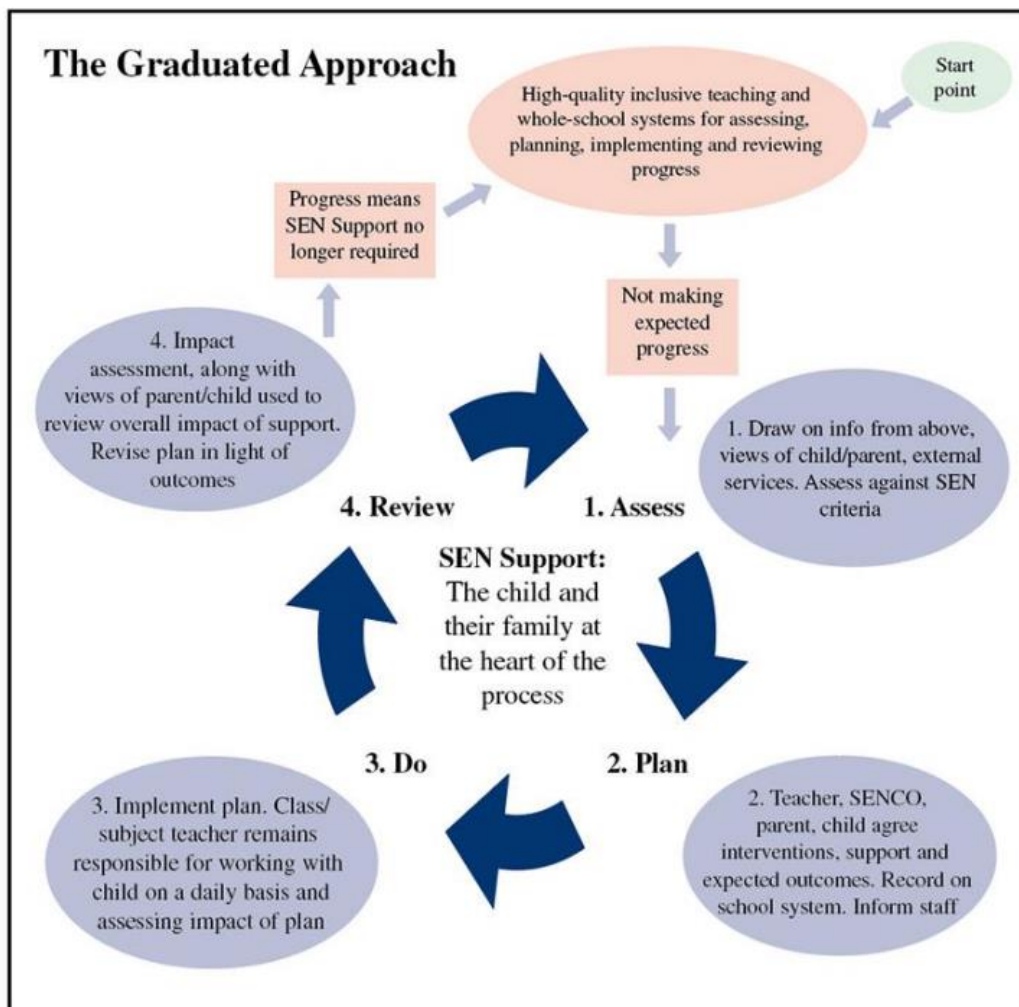 The Graduated Approach
Start
point
High-quality inclusive teaching and
whole-school systems for assessing,
planning, implementing and reviewing
progress
Progress means
SEN Support no
longer required
Not making
expected
progress
4. Impact
assessment, along with
views of parent/child used to
review overall impact of support.
Revise plan in light of
outcomes
1. Draw on info from above,
views of child/parent, external
services. Assess against SEN
criteria
4. Review
1. Assess
SEN Support:
The child and
their family at
the heart of the
process
3. Do
2. Plan
3. Implement plan. Class/
subject teacher remains
responsible for working with
child on a daily basis and
assessing impact of plan
2. Teacher, SENCO,
parent, child agree
interventions, support and
expected outcomes. Record on
school system. Inform staff